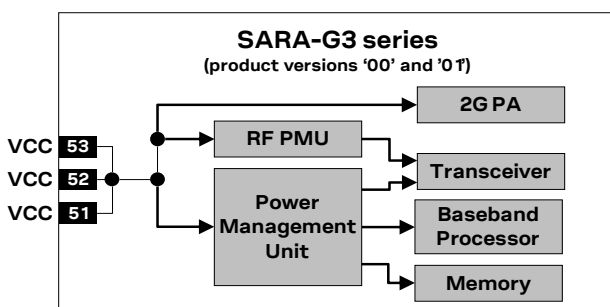 SARA-G3 series
(product versions ‘00’ and ’01’)
2G PA
VCC 53
RF PMU
VCC 52
Transceiver
VCC 51
Power
Management
Unit
Baseband
Processor
Memory